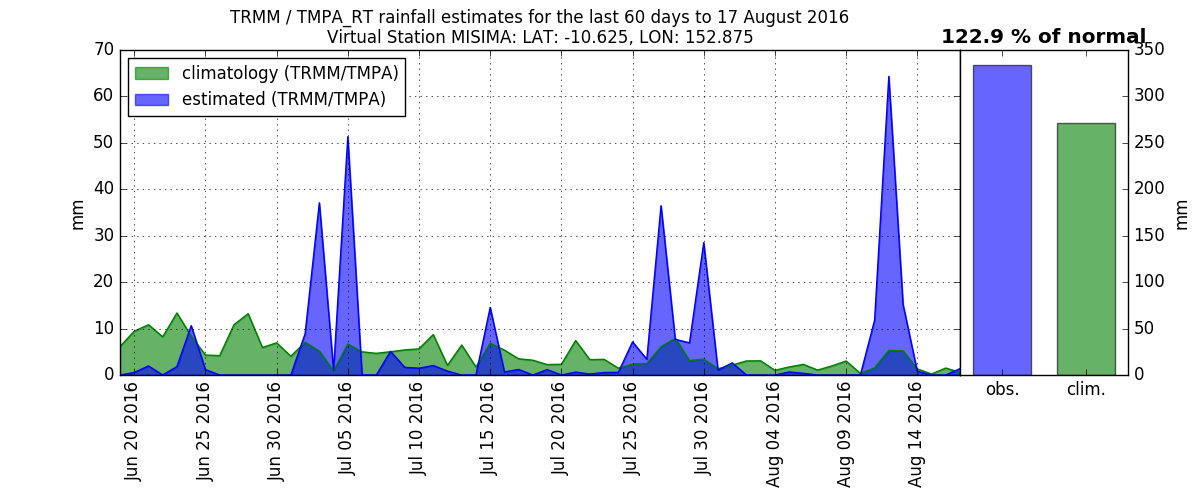 TRMM / TMPA_RT rainfall estimates for the last 60 days to 17 August 2016
Virtual Station MISIMA: LAT: -10.625, LON: 152.875
122.9 % of normal
climatology (TRMM/TMPA)
estimated (TRMM/TMPA)
70
60
50
40
30
20
10
0
mm
Jun 20 2016
Jun 25 2016
Jun 30 2016
Jul 05 2016
Jul 10 2016
Jul 15 2016
Jul 20 2016
Jul 25 2016
Jul 30 2016
Aug 04 2016
Aug 09 2016
Aug 14 2016
obs.
clim.
350
300
250
200
150
100
50
0
mm